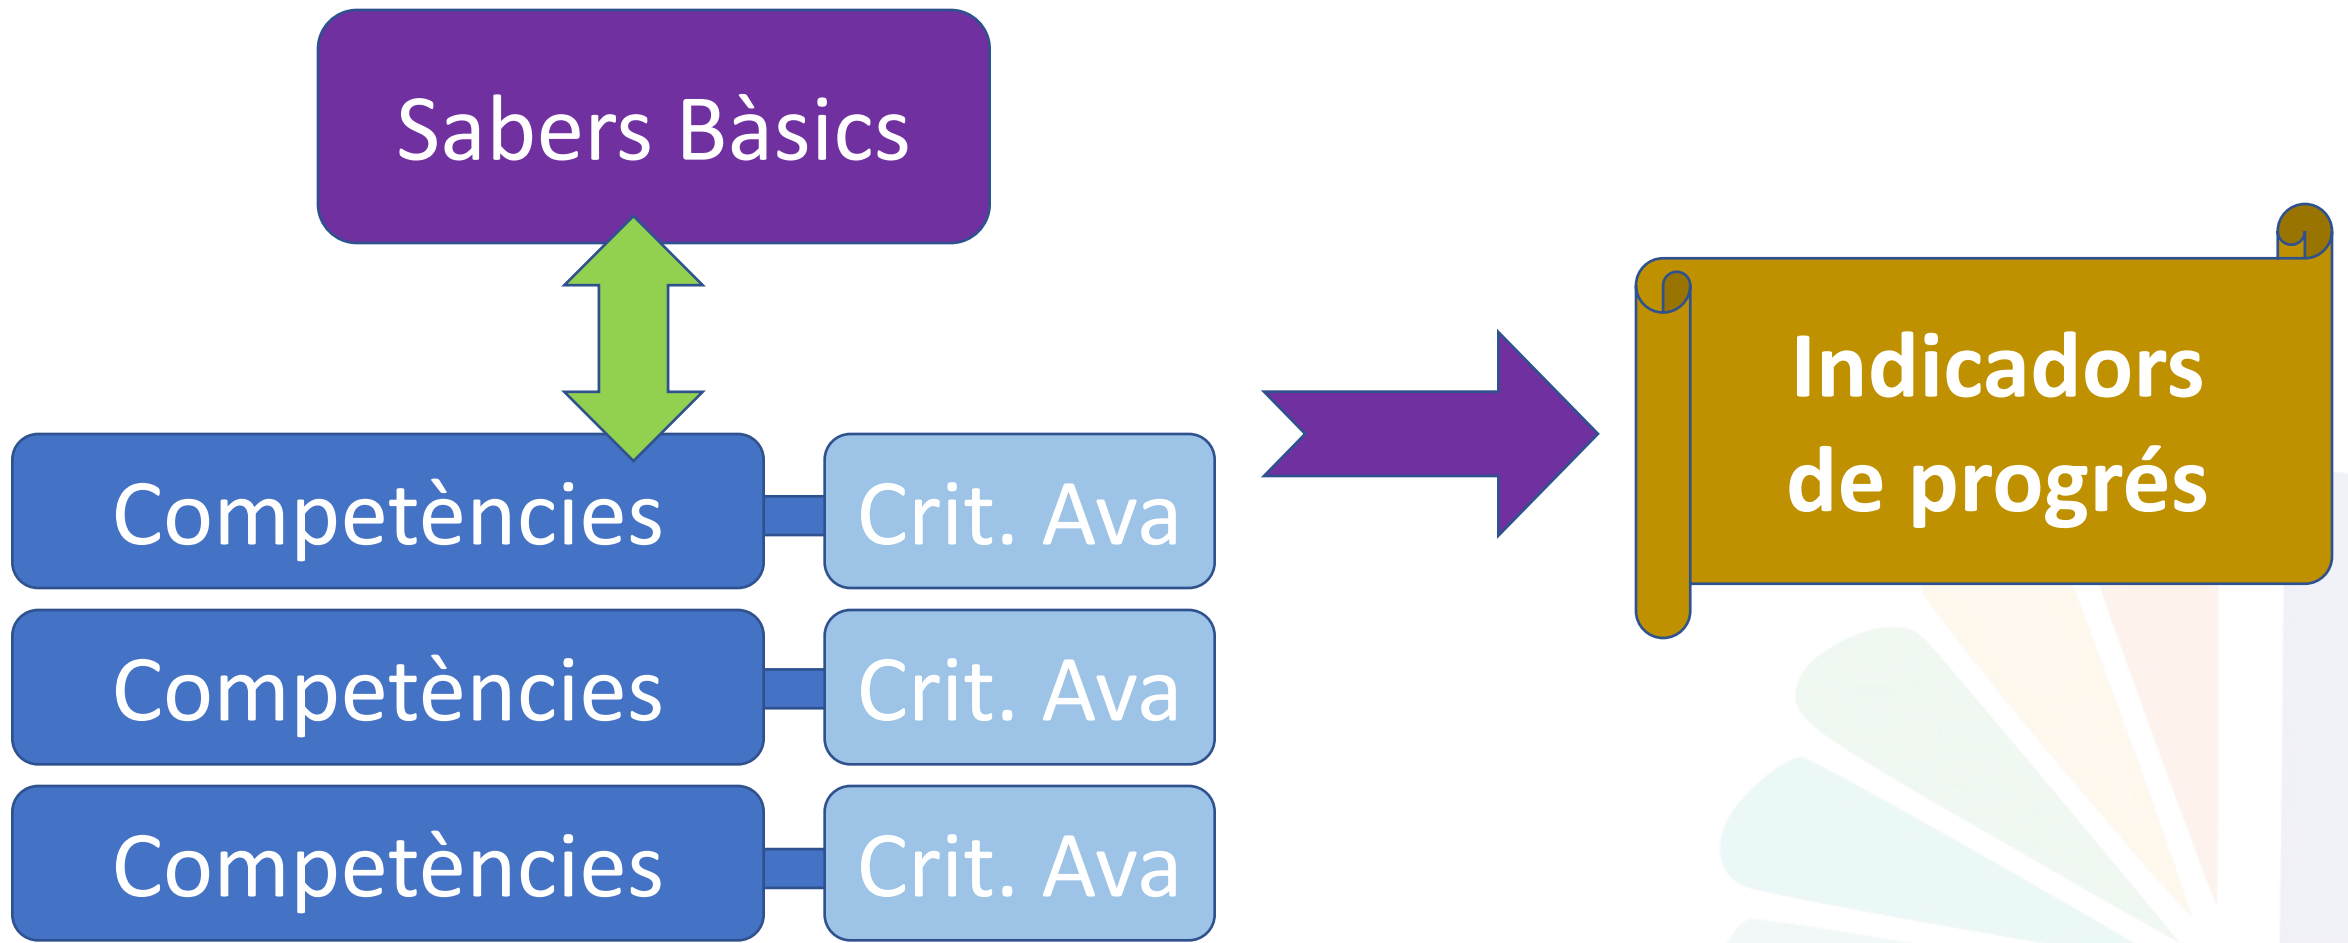 Sabers Bàsics
Competències
Crit. Ava
Competències
Crit. Ava
Competències
Crit. Ava
Indicadors
de progrés